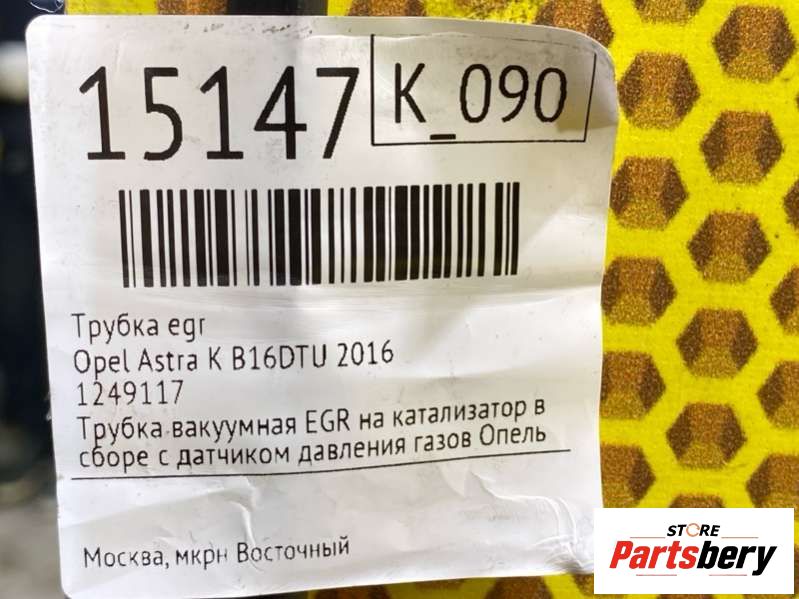 15147
K_090
Трубка egr
Opel Astra K B16DTU 2016
1249117
Трубка вакуумная EGR на катализатор в
сборе с датчиком давления газов Опель
Москва, мкрн Восточный
STORE
Partsbery